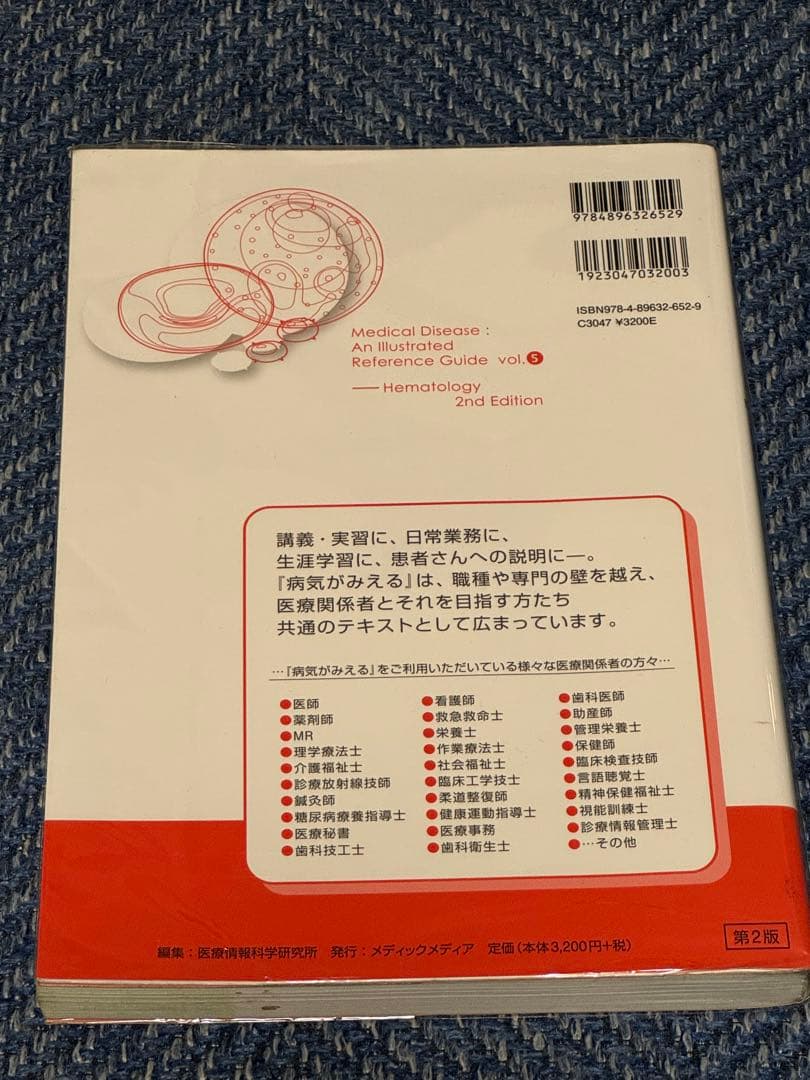 9784896326529
1923047032003
ISBN978-4-89632-652-9
C3047 ¥3200E
Medical Disease :
An Illustrated
Reference Guide vol.5
Hematology
2nd Edition
講義・実習に、日常業務に、
生涯学習に、患者さんへの説明に―。
『病気がみえる』は、職種や専門の壁を越え、
医療関係者とそれを目指す方たち
共通のテキストとして広まっています。
…『病気がみえる』をご利用いただいている様々な医療関係者の方々…
●医師
●薬剤師
●MR
●理学療法士
●介護福祉士
●診療放射線技師
●鍼灸師
●糖尿病療養指導士
●医療秘書
●歯科技工士
●看護師
●救急救命士
●栄養士
●作業療法士
●社会福祉士
●臨床工学技士
●柔道整復師
●健康運動指導士
●医療事務
●歯科衛生士
●歯科医師
●助産師
●管理栄養士
●保健師
●臨床検査技師
●言語聴覚士
●精神保健福祉士
●視能訓練士
●診療情報管理士
●…その他
編集：医療情報科学研究所 発行：メディックメディア 定価（本体3,200円+税）
第2版